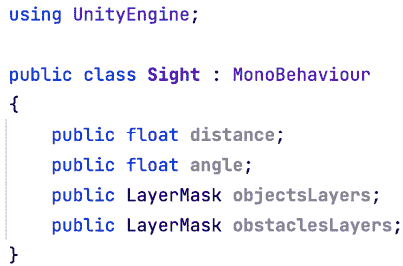 using UnityEngine;
public class Sight : MonoBehaviour
{
public float distance;
public float angle;
public LayerMask objectsLayers;
public LayerMask obstaclesLayers;
}